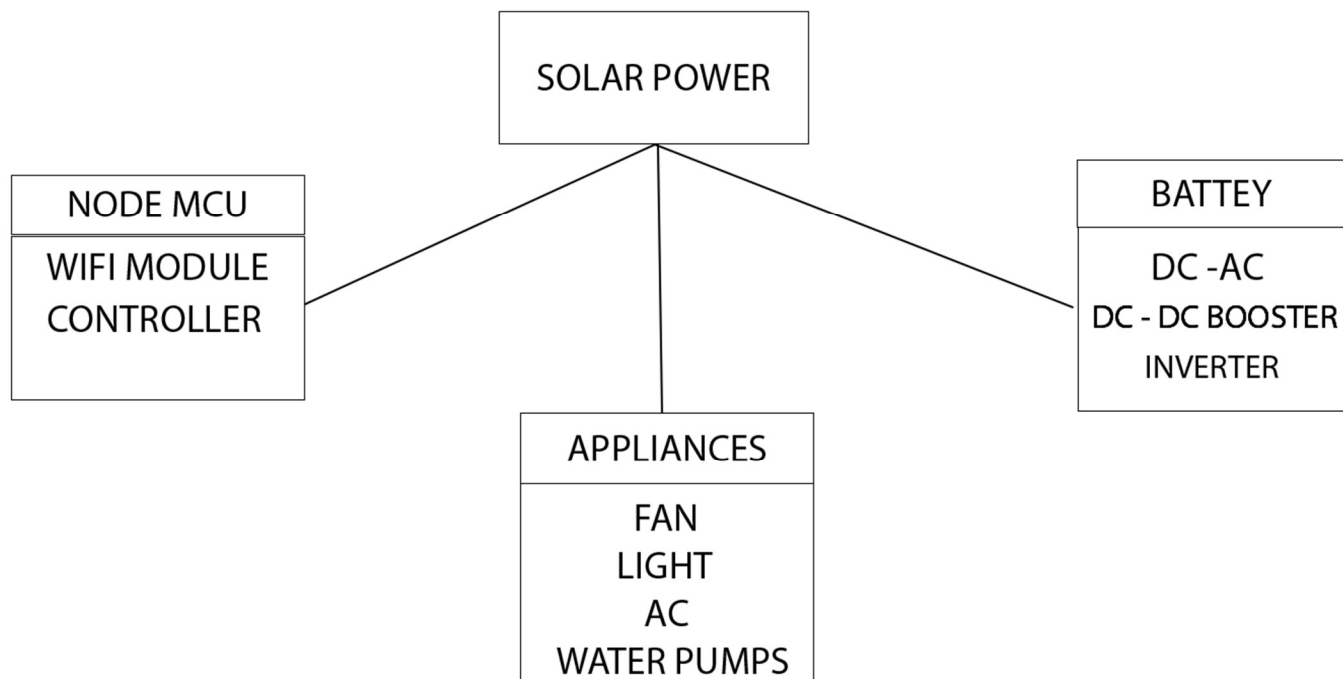 SOLAR POWER
NODE MCU
WIFI MODULE
CONTROLLER
BATTEY
DC -AC
DC - DC BOOSTER
INVERTER
APPLIANCES
FAN
LIGHT
AC
WATER PUMPS